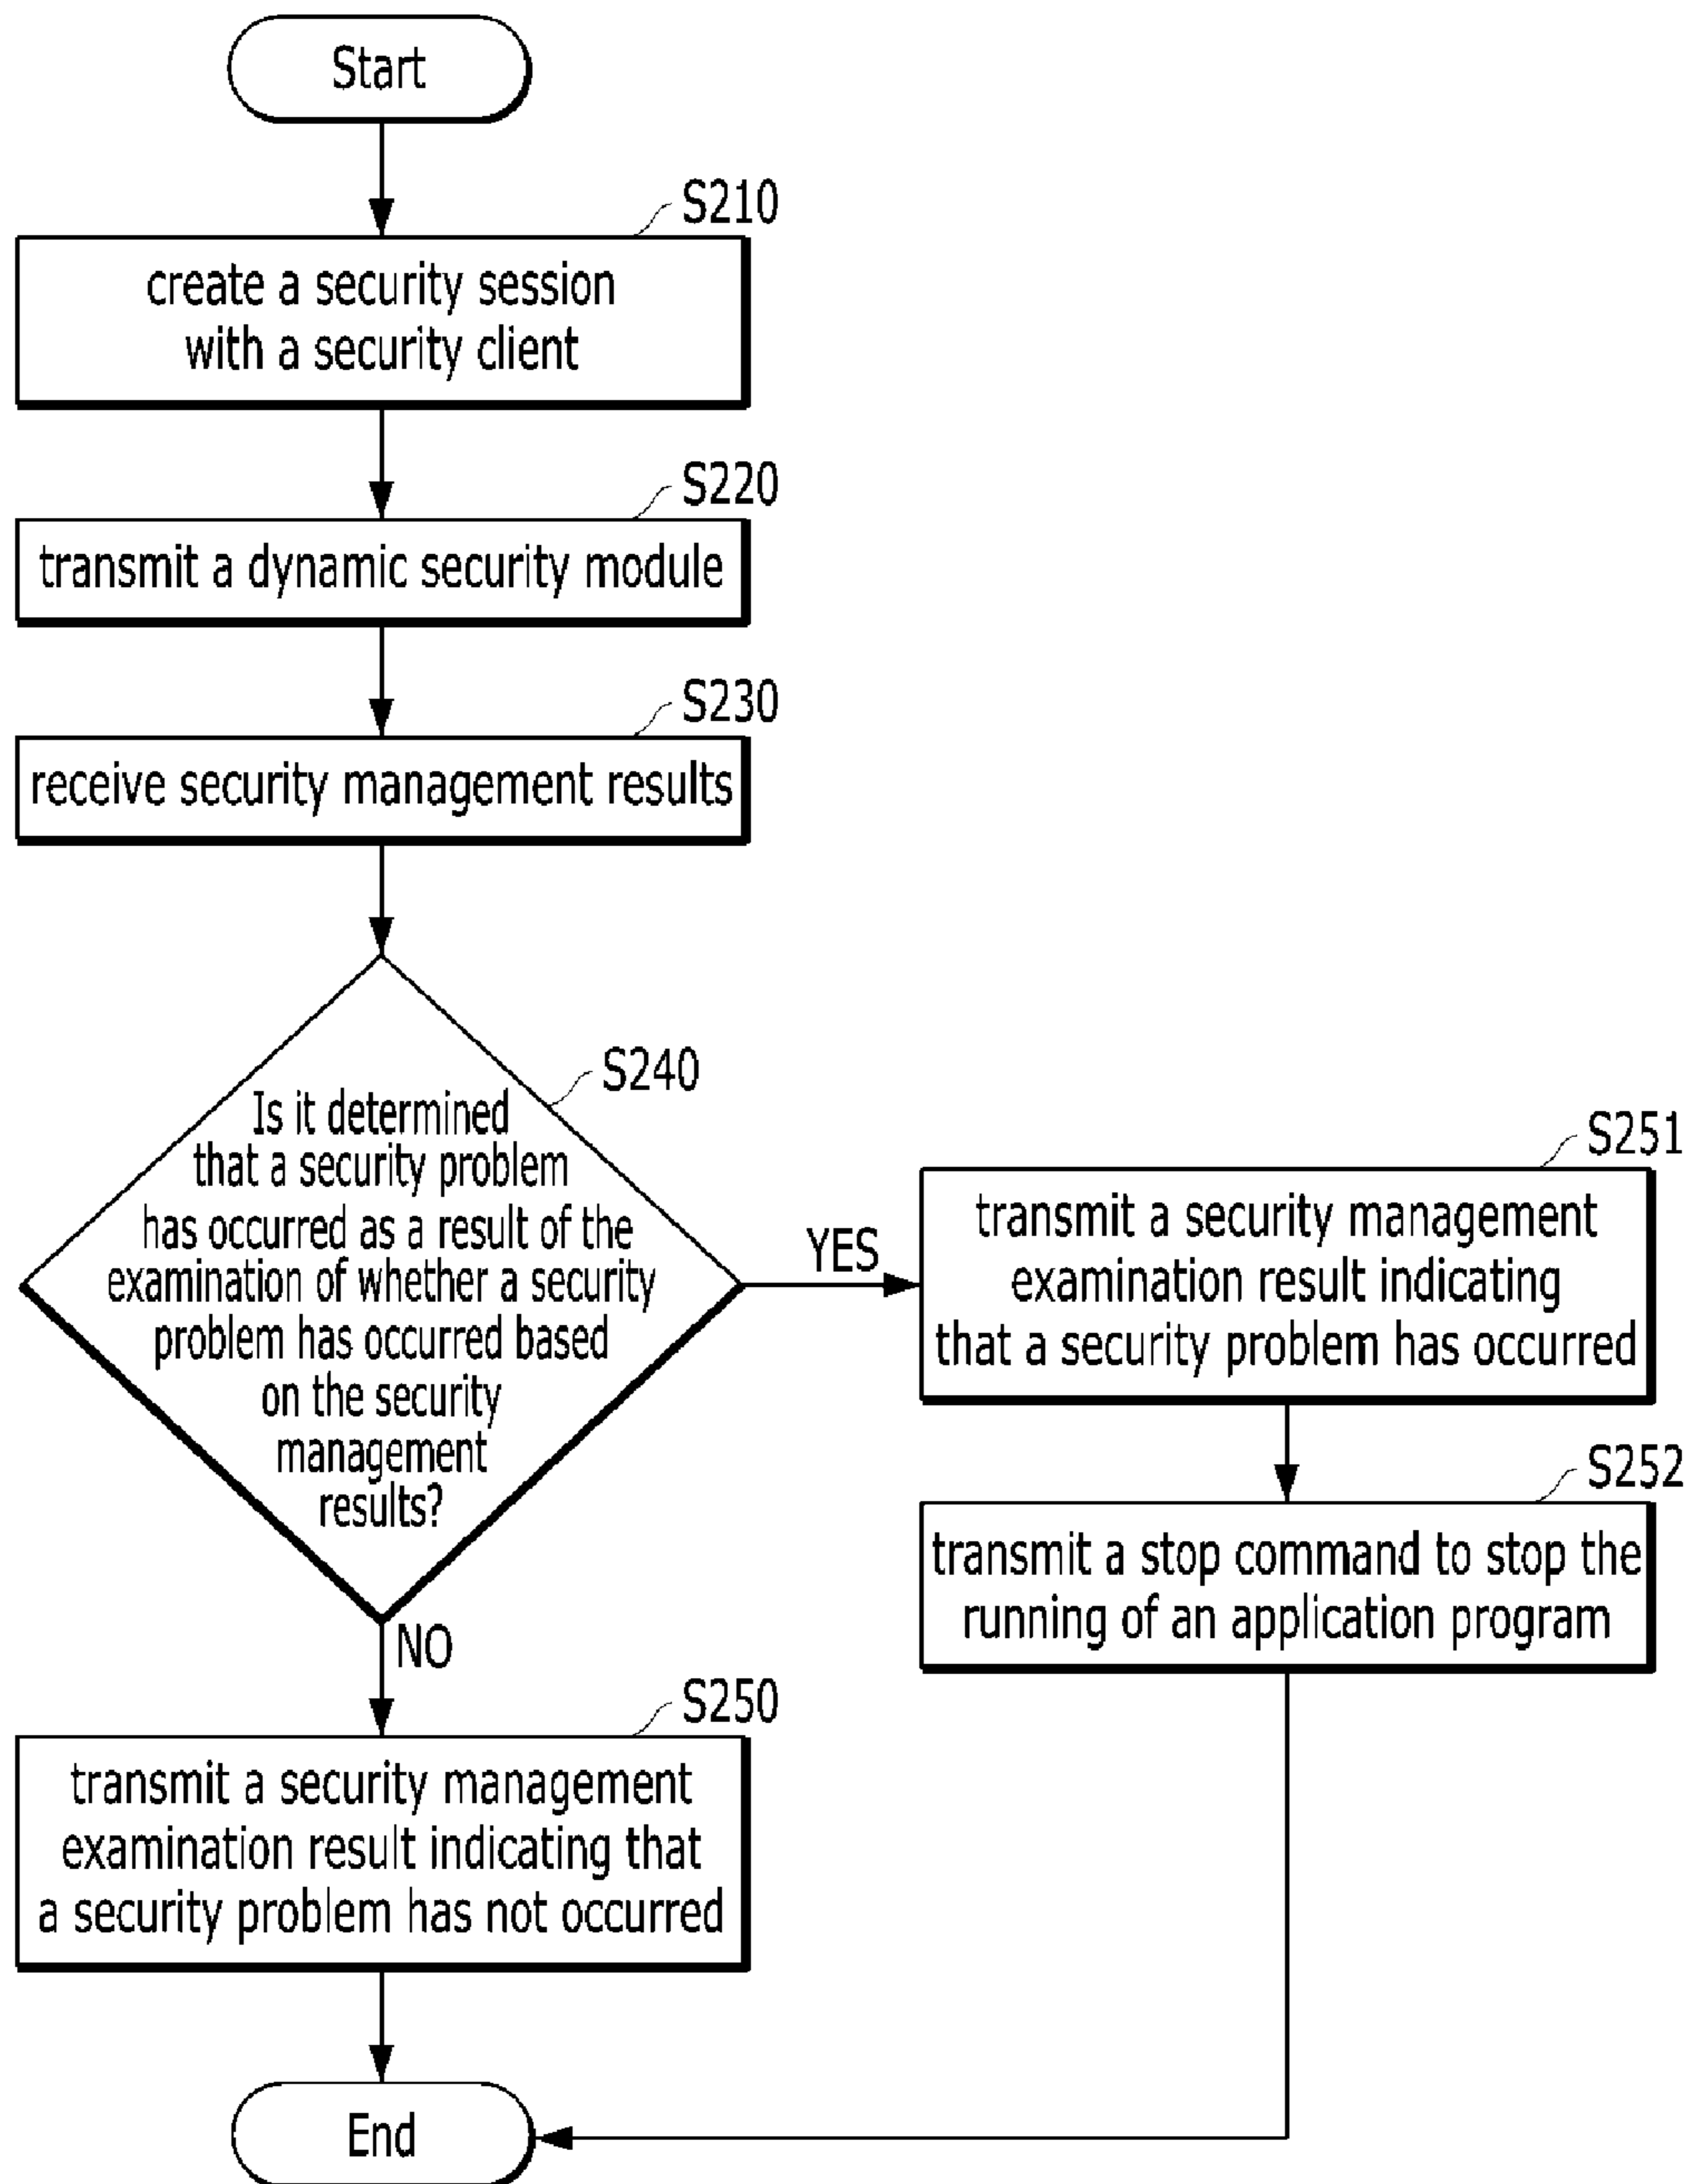 Start
S210
create a security session
with a security client
S220
transmit a dynamic security module
S230
receive security management results
S240
Is it determined
that a security problem
has occurred as a result of the
examination of whether a security
problem has occurred based
on the security
management
results?
YES
S251
transmit a security management
examination result indicating
that a security problem has occurred
S252
transmit a stop command to stop the
running of an application program
NO
S250
transmit a security management
examination result indicating that
a security problem has not occurred
End